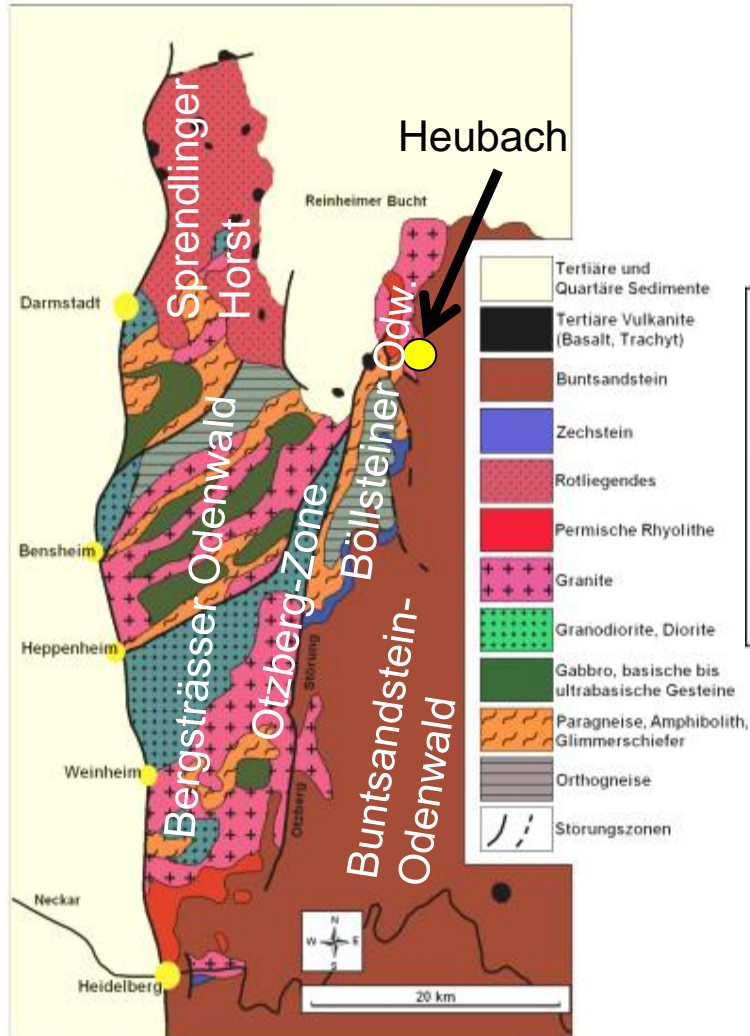 Sprendlinger
Horst
Heubach
Reinheimer Bucht
Darmstadt
Bensheim
Heppenheim
Weinheim
Neckar
Heidelberg
Bergsträsser Odenwald
Otzberg-Zone
Böllsteiner Odw.
Otzberg
Störung
Buntsandstein-
Odenwald
N
W E
S
20 km
Tertiäre und
Quartäre Sedimente
Tertiäre Vulkanite
(Basalt, Trachyt)
Buntsandstein
Zechstein
Rotliegendes
Permische Rhyolithe
Granite
Granodiorite, Diorite
Gabbro, basische bis
ultrabasische Gesteine
Paragneise, Amphibolith,
Glimmerschiefer
Orthogneise
Störungszonen